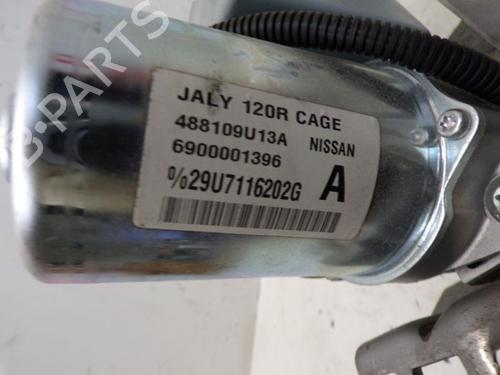 JALY 120R CAGE
488109U13A NISSAN
6900001396
%29U7116202G A
B-PARTS